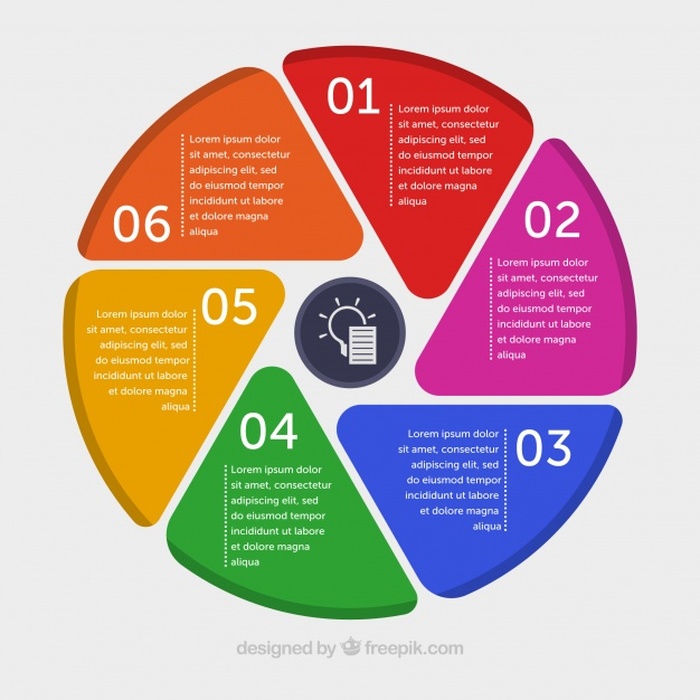 01
Lorem ipsum dolor
sit amet, consectetur
adipiscing elit, sed
do eiusmod tempor
incididunt ut labore
et dolore magna
aliqua
02
Lorem ipsum dolor
sit amet, consectetur
adipiscing elit, sed
do eiusmod tempor
incididunt ut labore
et dolore magna
aliqua
03
Lorem ipsum dolor
sit amet, consectetur
adipiscing elit, sed
do eiusmod tempor
incididunt ut labore
et dolore magna
aliqua
04
Lorem ipsum dolor
sit amet, consectetur
adipiscing elit, sed
do eiusmod tempor
incididunt ut labore
et dolore magna
aliqua
05
Lorem ipsum dolor
sit amet, consectetur
adipiscing elit, sed
do eiusmod tempor
incididunt ut labore
et dolore magna
aliqua
06
Lorem ipsum dolor
sit amet, consectetur
adipiscing elit, sed
do eiusmod tempor
incididunt ut labore
et dolore magna
aliqua
designed by freepik.com